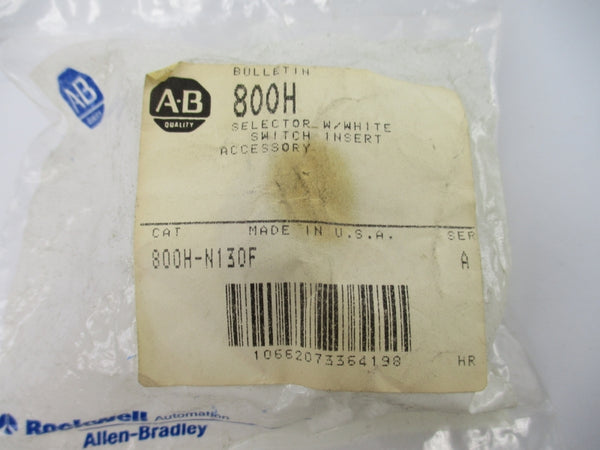 BULLETIN
A-B
QUALITY
800H
SELECTOR W/WHITE
SWITCH INSERT
ACCESSORY
CAT MADE IN U.S.A. SER
800H-N130F A
10662073364198 HR
AB
Rockwell Automation
Allen-Bradley